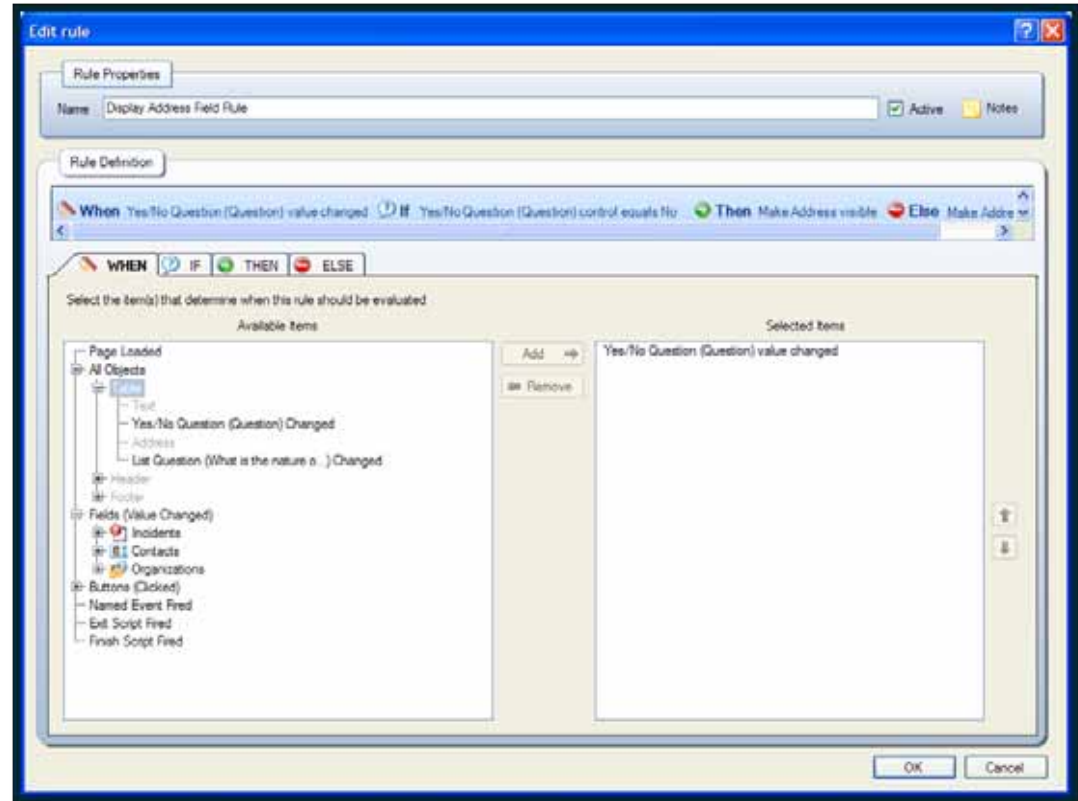 Edit rule
Rule Properties
Name Display Address Field Rule Active Notes
Rule Definition
When Yes/No Question (Question) value changed If Yes/No Question (Question) control equals No Then Make Address visible Else Make Addre
WHEN IF THEN ELSE
Select the item(s) that determine when this rule should be evaluated
Available Items Selected Items
Page Loaded Add Yes/No Question (Question) value changed
All Objects
Table Remove
Text
Yes/No Question (Question) Changed
Address
List Question (What is the nature o...) Changed
Header
Footer
Fields (Value Changed)
Incidents
Contacts
Organizations
Buttons (Clicked)
Named Event Fired
Exit Script Fired
Finish Script Fired
OK Cancel